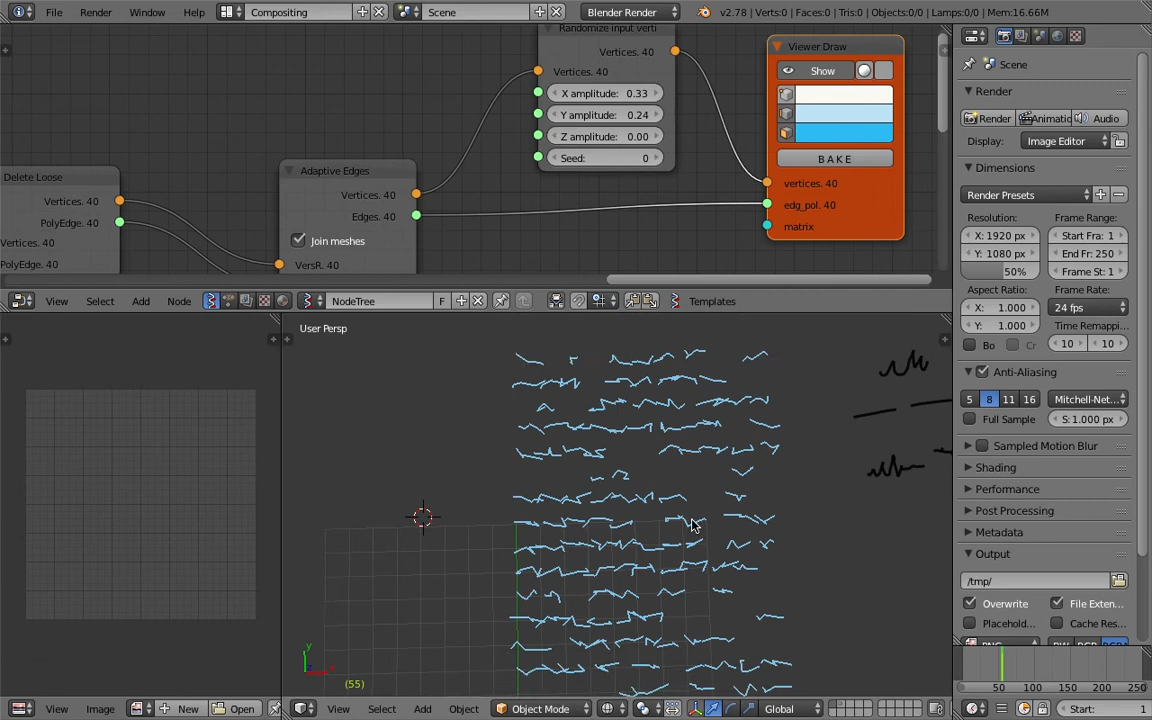 File Render Window Help Compositing Scene Blender Render v2.78 | Verts:0 | Faces:0 | Tris:0 | Objects:0/0 | Lamps:0/0 | Mem:16.66M
Randomize input verti
Vertices. 40
Vertices. 40
X amplitude: 0.33
Y amplitude: 0.24
Z amplitude: 0.00
Seed: 0
Viewer Draw
Show
BAKE
vertices. 40
edg_pol. 40
matrix
Delete Loose
Vertices. 40
PolyEdge. 40
Vertices. 40
PolyEdge. 40
Adaptive Edges
Vertices. 40
Edges. 40
Join meshes
VersR. 40
View Select Add Node NodeTree F Templates
User Persp
y
x
(55)
View Image New Open
View Select Add Object Object Mode Global
Scene
Render
Render Animatic Audio
Display: Image Editor
Dimensions
Render Presets
Resolution: Frame Range:
X: 1920 px Start Fra: 1
Y: 1080 px End Fr: 250
50% Frame St: 1
Aspect Ratio: Frame Rate:
X: 1.000 24 fps
Y: 1.000 Time Remappi...
Bo Cr 10 10
Anti-Aliasing
5 8 11 16 Mitchell-Net...
Full Sample S: 1.000 px
Sampled Motion Blur
Shading
Performance
Post Processing
Metadata
Output
/tmp/
Overwrite File Exten...
Placehold... Cache Res...
50 100 150 200 250
Start: 1